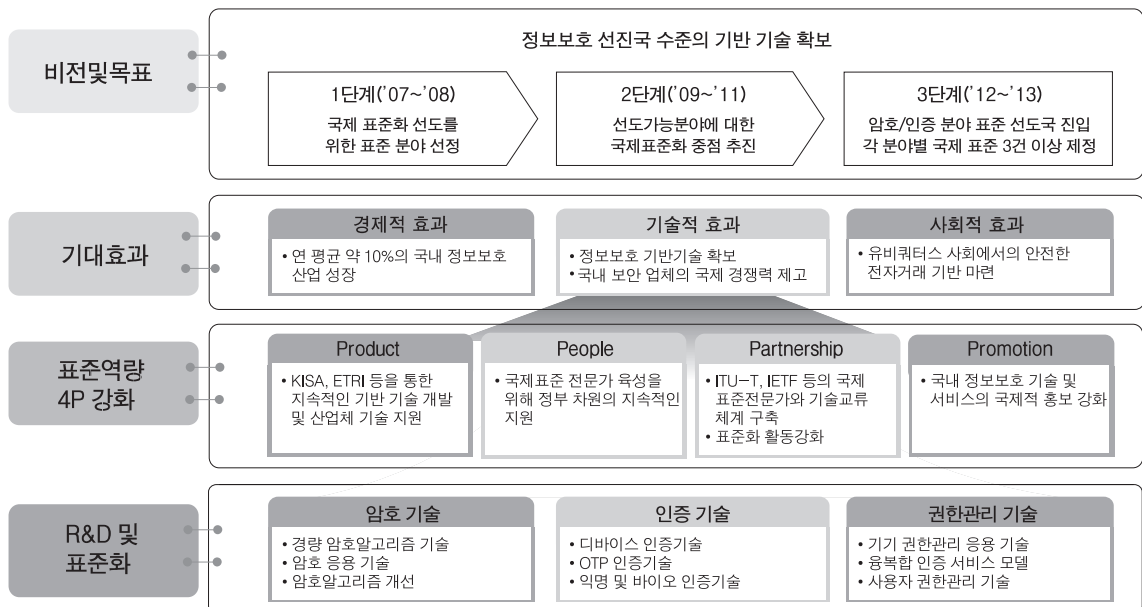 비전및목표
정보보호 선진국 수준의 기반 기술 확보
1단계('07~'08)
국제 표준화 선도를
위한 표준 분야 선정
2단계('09~'11)
선도가능분야에 대한
국제표준화 중점 추진
3단계('12~'13)
암호/인증 분야 표준 선도국 진입
각 분야별 국제 표준 3건 이상 제정
기대효과
경제적 효과
• 연 평균 약 10%의 국내 정보보호
산업 성장
기술적 효과
• 정보보호 기반기술 확보
• 국내 보안 업체의 국제 경쟁력 제고
사회적 효과
• 유비쿼터스 사회에서의 안전한
전자거래 기반 마련
표준역량
4P 강화
Product
• KISA, ETRI 등을 통한
지속적인 기반 기술 개발
및 산업체 기술 지원
People
• 국제표준 전문가 육성을
위해 정부 차원의 지속적인
지원
Partnership
• ITU-T, IETF 등의 국제
표준전문가와 기술교류
체계 구축
• 표준화 활동강화
Promotion
• 국내 정보보호 기술 및
서비스의 국제적 홍보 강화
R&D 및
표준화
암호 기술
• 경량 암호알고리즘 기술
• 암호 응용 기술
• 암호알고리즘 개선
인증 기술
• 디바이스 인증기술
• OTP 인증기술
• 익명 및 바이오 인증기술
권한관리 기술
• 기기 권한관리 응용 기술
• 융복합 인증 서비스 모델
• 사용자 권한관리 기술